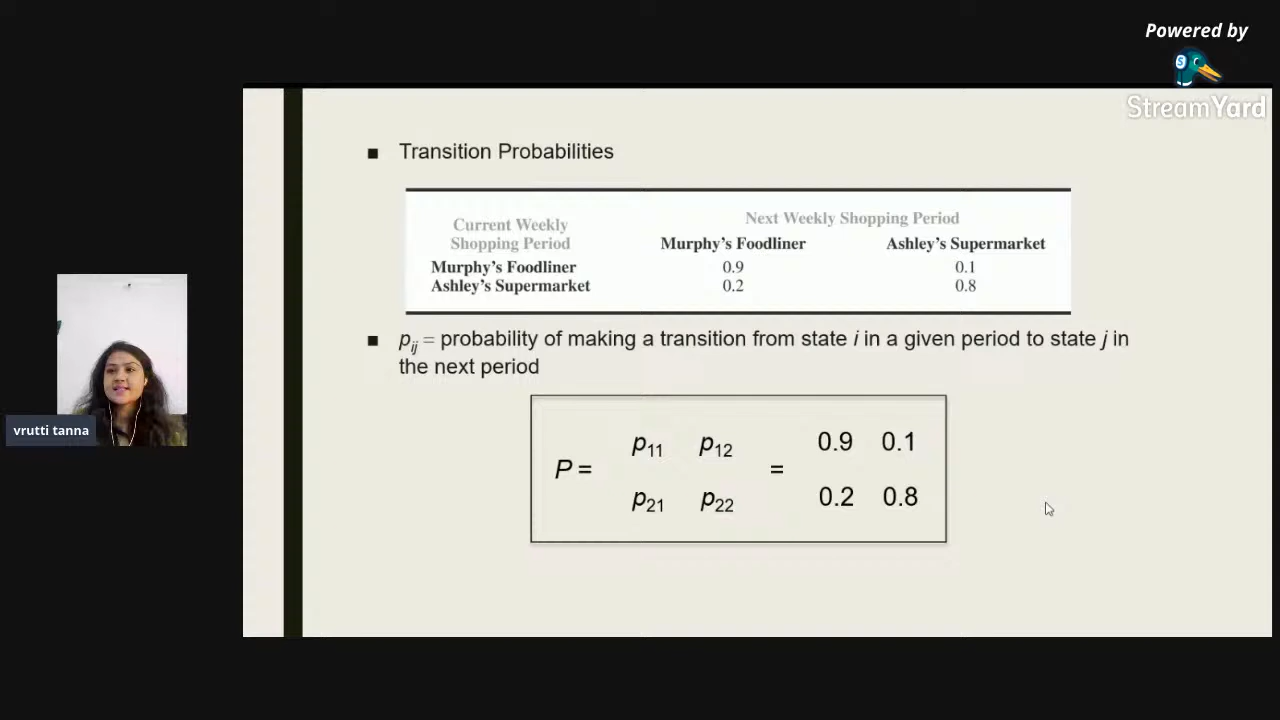 Powered by
StreamYard
■ Transition Probabilities
Current Weekly Shopping Period
Next Weekly Shopping Period
Murphy's Foodliner Ashley's Supermarket
Murphy's Foodliner 0.9 0.1
Ashley's Supermarket 0.2 0.8
■ pij = probability of making a transition from state i in a given period to state j in
the next period
p11 p12 0.9 0.1
P = =
p21 p22 0.2 0.8
vrutti tanna